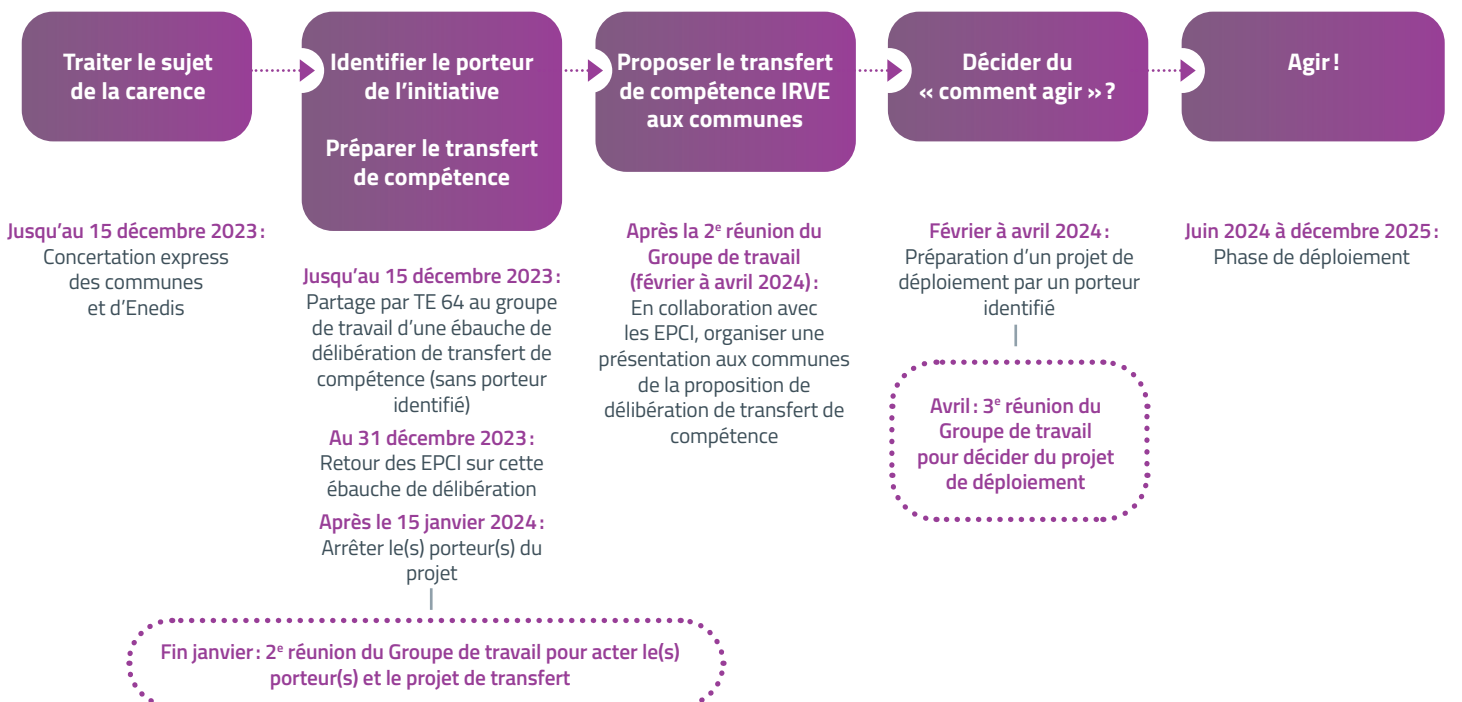 Traiter le sujet
de la carence
Jusqu'au 15 décembre 2023 :
Concertation express
des communes
et d'Enedis
Identifier le porteur
de l'initiative
Préparer le transfert
de compétence
Jusqu'au 15 décembre 2023 :
Partage par TE 64 au groupe
de travail d'une ébauche de
délibération de transfert de
compétence (sans porteur
identifié)
Au 31 décembre 2023 :
Retour des EPCI sur cette
ébauche de délibération
Après le 15 janvier 2024 :
Arrêter le(s) porteur(s) du
projet
Fin janvier : 2e réunion du Groupe de travail pour acter le(s)
porteur(s) et le projet de transfert
Proposer le transfert
de compétence IRVE
aux communes
Après la 2e réunion du
Groupe de travail
(février à avril 2024) :
En collaboration avec
les EPCI, organiser une
présentation aux communes
de la proposition de
délibération de transfert de
compétence
Décider du
« comment agir » ?
Février à avril 2024 :
Préparation d'un projet de
déploiement par un porteur
identifié
Avril : 3e réunion du
Groupe de travail
pour décider du projet
de déploiement
Agir !
Juin 2024 à décembre 2025 :
Phase de déploiement